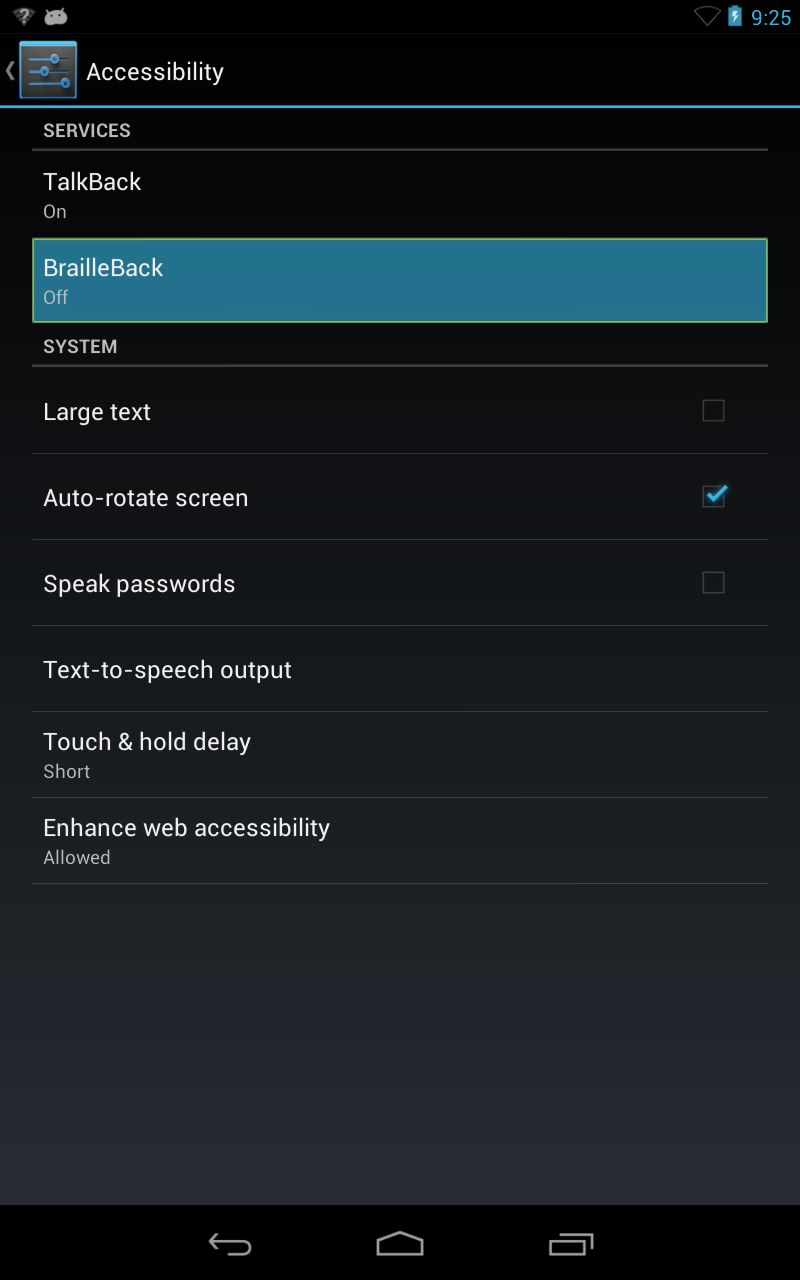 9:25
Accessibility
SERVICES
TalkBack
On
BrailleBack
Off
SYSTEM
Large text
Auto-rotate screen
Speak passwords
Text-to-speech output
Touch & hold delay
Short
Enhance web accessibility
Allowed